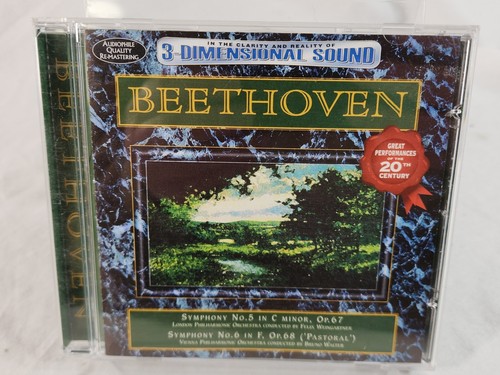 AUDIOPHILE
QUALITY
RE-MASTERING
IN THE CLARITY AND REALITY OF
3-DIMENSIONAL SOUND
BEETHOVEN
BEETHOVEN
GREAT
PERFORMANCES
OF THE
20TH
CENTURY
SYMPHONY NO.5 IN C MINOR, OP.67
LONDON PHILHARMONIC ORCHESTRA CONDUCTED BY FELIX WEINGARTNER
SYMPHONY NO.6 IN F, OP.68 ('PASTORAL')
VIENNA PHILHARMONIC ORCHESTRA CONDUCTED BY BRUNO WALTER